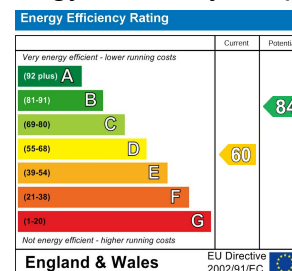 Energy Efficiency Rating
Current
Very energy efficient - lower running costs
(92 plus) A
(81-91) B
84
(69-80) C
(55-68) D
60
(39-54) E
(21-38) F
(1-20) G
Not energy efficient - higher running costs
England & Wales
EU Directive
2002/91/EC